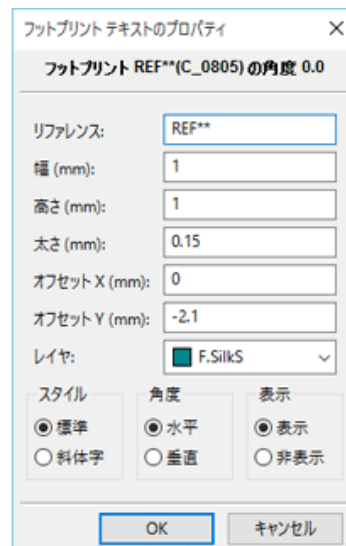 フットプリント テキストのプロパティ
フットプリント REF**(C_0805) の角度 0.0
リファレンス: REF**
幅 (mm): 1
高さ (mm): 1
太さ (mm): 0.15
オフセット X (mm): 0
オフセット Y (mm): -2.1
レイヤ: F.SilkS
スタイル 角度 表示
標準 水平 表示
斜体字 垂直 非表示
OK キャンセル